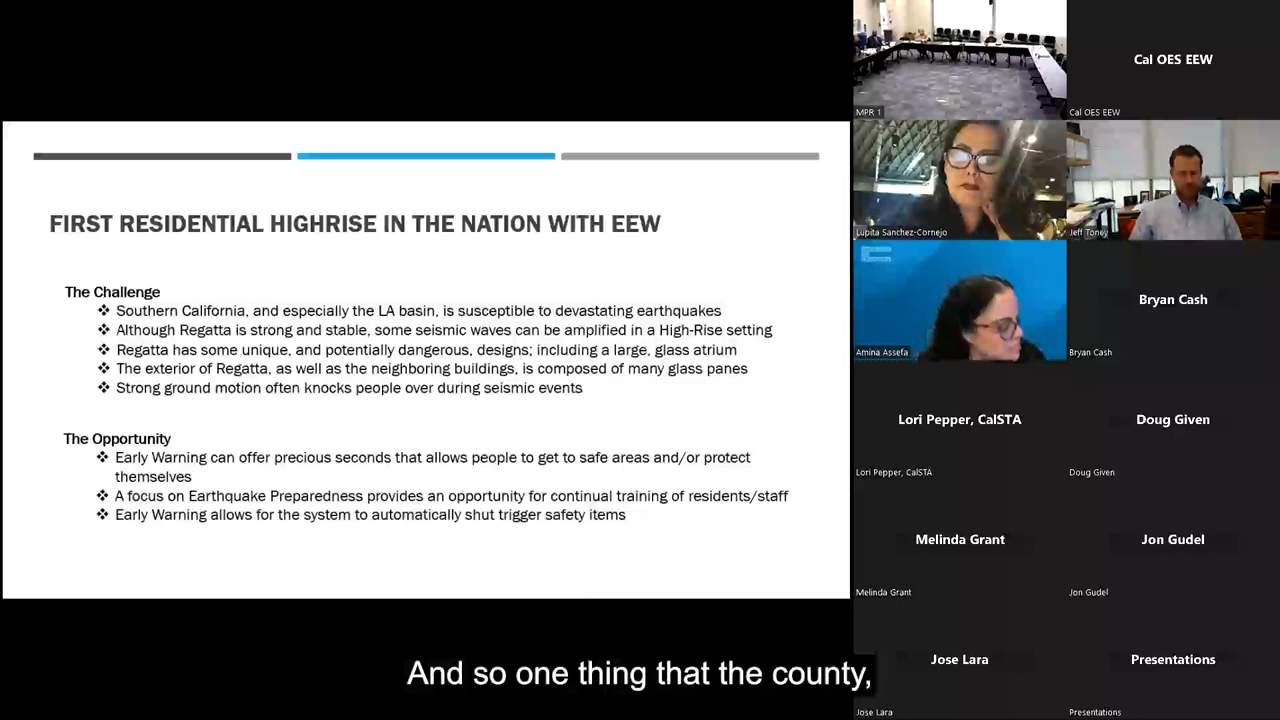 FIRST RESIDENTIAL HIGHRISE IN THE NATION WITH EEW
The Challenge
❖ Southern California, and especially the LA basin, is susceptible to devastating earthquakes
❖ Although Regatta is strong and stable, some seismic waves can be amplified in a High-Rise setting
❖ Regatta has some unique, and potentially dangerous, designs; including a large, glass atrium
❖ The exterior of Regatta, as well as the neighboring buildings, is composed of many glass panes
❖ Strong ground motion often knocks people over during seismic events
The Opportunity
❖ Early Warning can offer precious seconds that allows people to get to safe areas and/or protect
themselves
❖ A focus on Earthquake Preparedness provides an opportunity for continual training of residents/staff
❖ Early Warning allows for the system to automatically shut trigger safety items
MPR 1
Cal OES EEW
Cal OES EEW
Lupita Sanchez-Cornejo
Jeff Toney
Amina Assefa
Bryan Cash
Bryan Cash
Lori Pepper, CalSTA
Lori Pepper, CalSTA
Doug Given
Doug Given
Melinda Grant
Melinda Grant
Jon Gudel
Jon Gudel
Jose Lara
Jose Lara
Presentations
Presentations
And so one thing that the county,